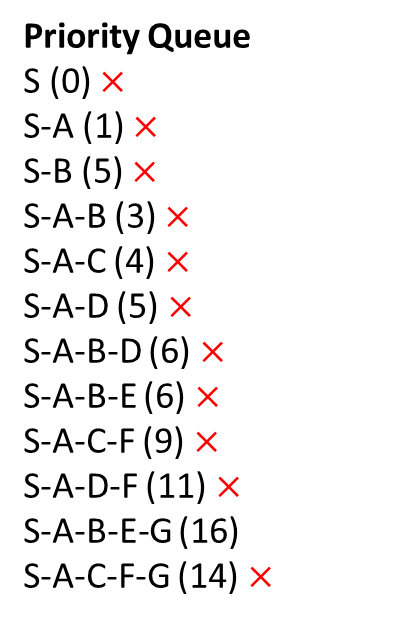 Priority Queue
S (0) ×
S-A (1) ×
S-B (5) ×
S-A-B (3) ×
S-A-C (4) ×
S-A-D (5) ×
S-A-B-D (6) ×
S-A-B-E (6) ×
S-A-C-F (9) ×
S-A-D-F (11) ×
S-A-B-E-G (16)
S-A-C-F-G (14) ×